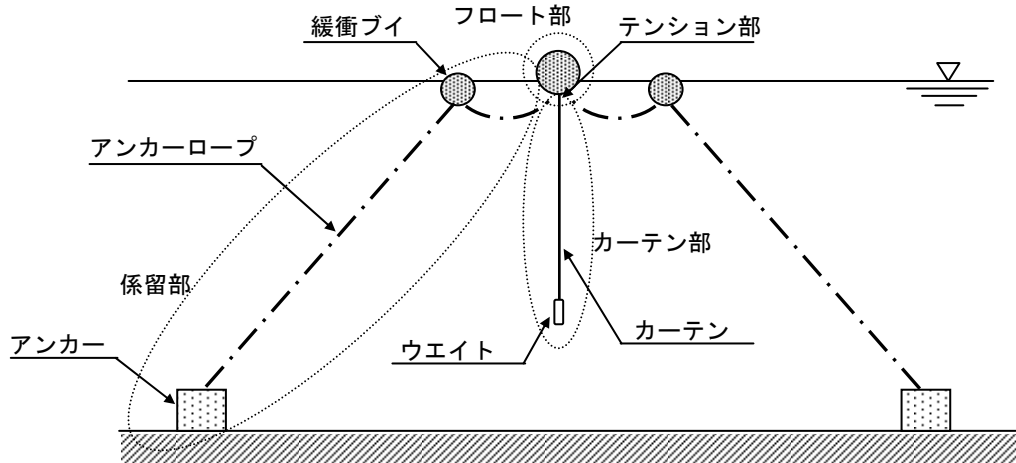 フロート部
緩衝ブイ
テンション部
アンカーロープ
カーテン部
係留部
カーテン
ウエイト
アンカー